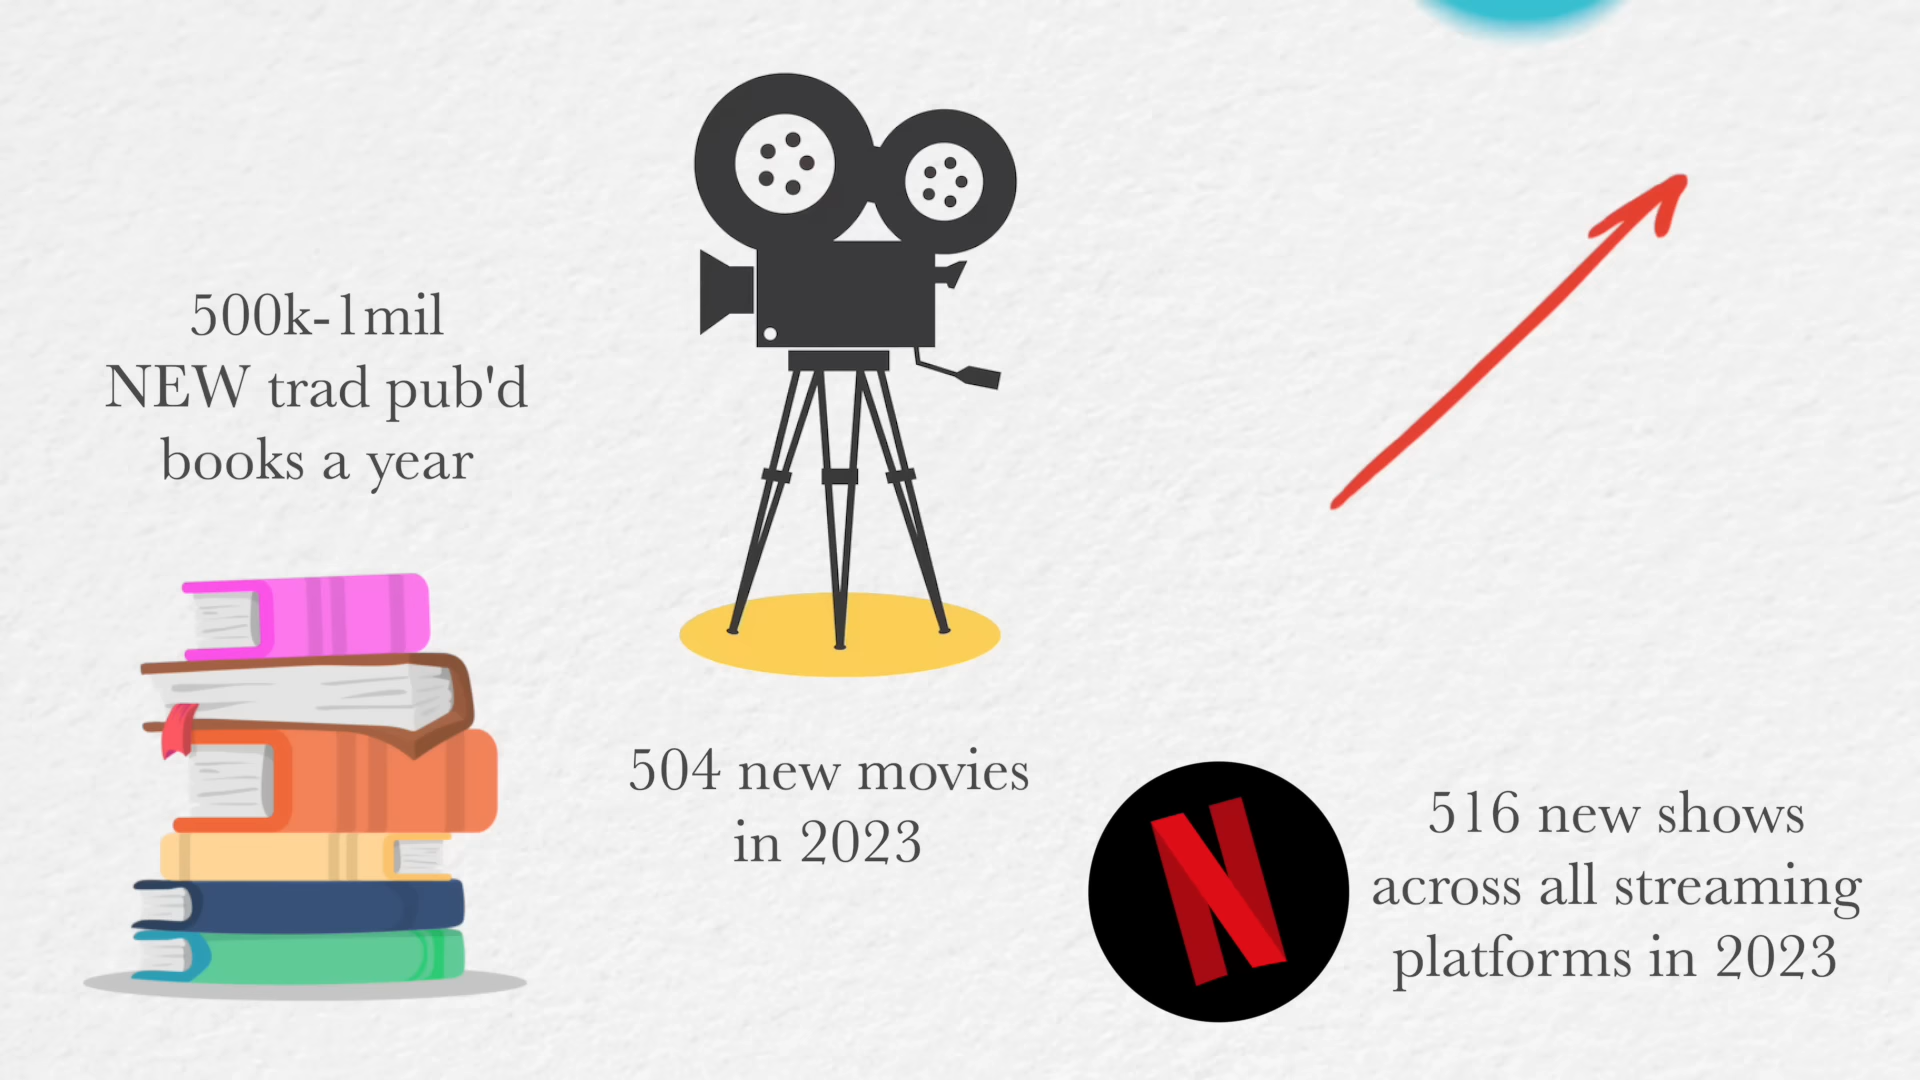 500k-1mil
NEW trad pub'd
books a year
504 new movies
in 2023
516 new shows
across all streaming
platforms in 2023